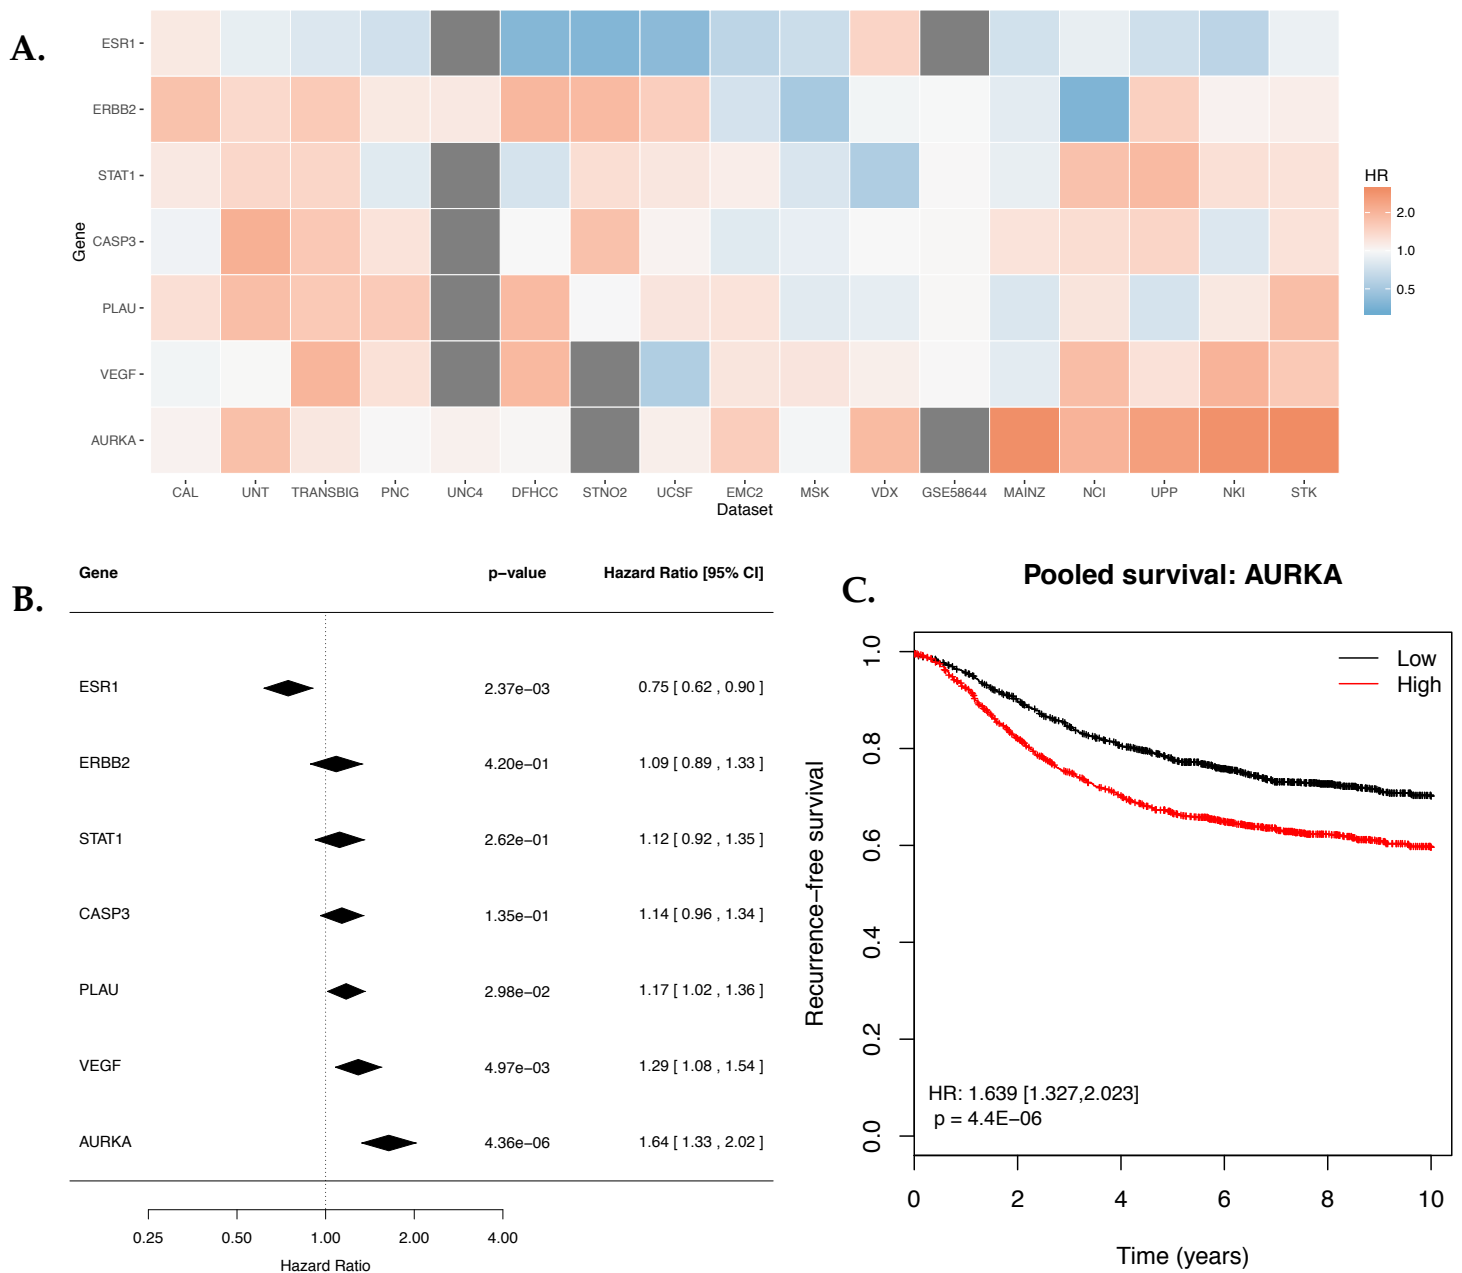 A.
ESR1
ERBB2
STAT1
CASP3
PLAU
VEGF
AURKA
Gene
CAL UNT TRANSBIG PNC UNC4 DFHCC STNO2 UCSF EMC2 MSK VDX GSE58644 MAINZ NCI UPP NKI STK
Dataset
HR
2.0
1.0
0.5
B.
Gene p−value Hazard Ratio [95% CI]
ESR1 2.37e−03 0.75 [ 0.62 , 0.90 ]
ERBB2 4.20e−01 1.09 [ 0.89 , 1.33 ]
STAT1 2.62e−01 1.12 [ 0.92 , 1.35 ]
CASP3 1.35e−01 1.14 [ 0.96 , 1.34 ]
PLAU 2.98e−02 1.17 [ 1.02 , 1.36 ]
VEGF 4.97e−03 1.29 [ 1.08 , 1.54 ]
AURKA 4.36e−06 1.64 [ 1.33 , 2.02 ]
0.25 0.50 1.00 2.00 4.00
Hazard Ratio
C.
Pooled survival: AURKA
Low
High
1.0
0.8
0.6
0.4
0.2
0.0
Recurrence−free survival
HR: 1.639 [1.327,2.023]
p = 4.4E−06
0 2 4 6 8 10
Time (years)